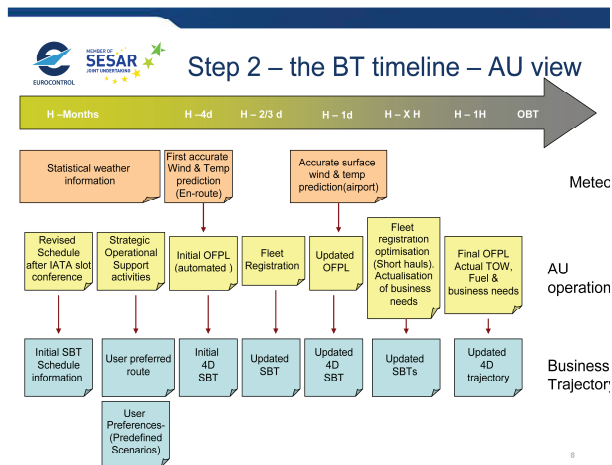 EUROCONTROL
MEMBER OF
SESAR
JOINT UNDERTAKING
Step 2 – the BT timeline – AU view
H –Months
H –4d
H – 2/3 d
H – 1d
H – X H
H – 1H
OBT
Statistical weather
information
First accurate
Wind & Temp
prediction
(En-route)
Accurate surface
wind & temp
prediction(airport)
Meteo
Revised
Schedule
after IATA slot
conference
Strategic
Operational
Support
activities
Initial OFPL
(automated )
Fleet
Registration
Updated
OFPL
Fleet
registration
optimisation
(Short hauls).
Actualisation
of business
needs
Final OFPL
Actual TOW,
Fuel &
business needs
AU
operation
Initial SBT
Schedule
information
User preferred
route
Initial
4D
SBT
Updated
SBT
Updated
4D
SBT
Updated
SBTs
Updated
4D
trajectory
Business
Trajectory
User
Preferences-
(Predefined
Scenarios)
6